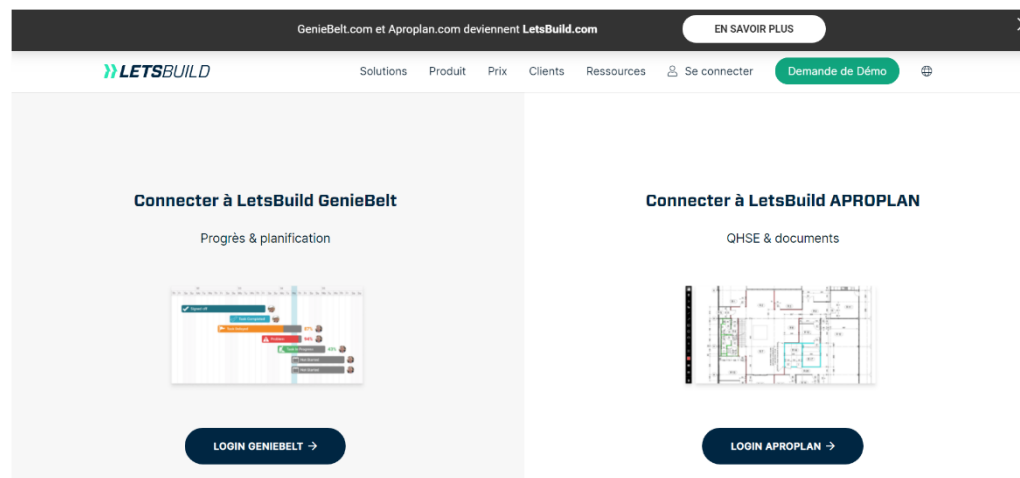 GenieBelt.com et Aproplan.com deviennent LetsBuild.com
EN SAVOIR PLUS
LETSBUILD
Solutions Produit Prix Clients Ressources Se connecter Demande de Démo
Connecter à LetsBuild GenieBelt
Progrès & planification
LOGIN GENIEBELT →
Connecter à LetsBuild APROPLAN
QHSE & documents
LOGIN APROPLAN →